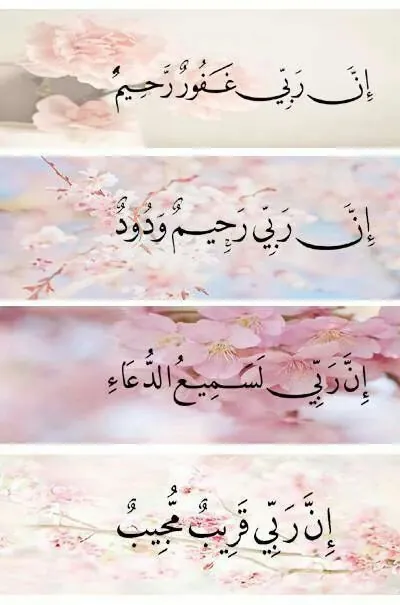 إِنَّ رَبِّي غَفُورٌ رَّحِيمٌ
إِنَّ رَبِّي رَحِيمٌ وَدُودٌ
إِنَّ رَبِّي لَسَمِيعُ الدُّعَاءِ
إِنَّ رَبِّي قَرِيبٌ مُّجِيبٌ